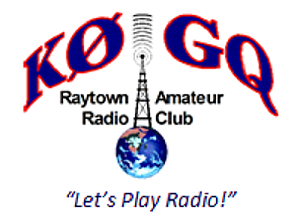 KØ GQ
Raytown Amateur
Radio Club
“Let’s Play Radio!”